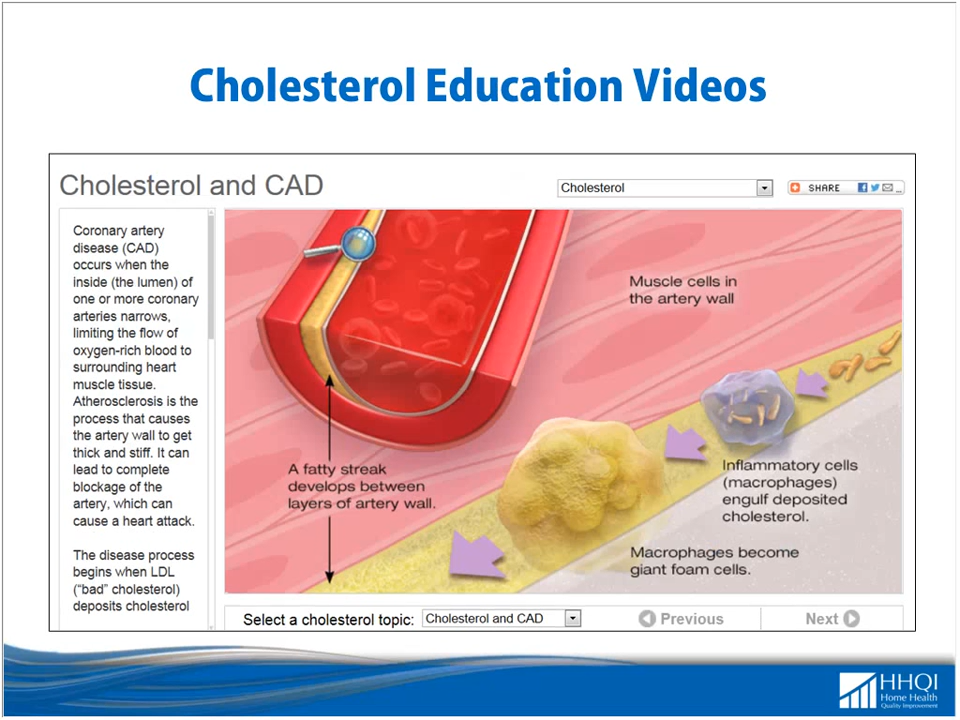 Cholesterol Education Videos
Cholesterol and CAD
Cholesterol
SHARE
Coronary artery
disease (CAD)
occurs when the
inside (the lumen) of
one or more coronary
arteries narrows,
limiting the flow of
oxygen-rich blood to
surrounding heart
muscle tissue.
Atherosclerosis is the
process that causes
the artery wall to get
thick and stiff. It can
lead to complete
blockage of the
artery, which can
cause a heart attack.
The disease process
begins when LDL
(“bad” cholesterol)
deposits cholesterol
Muscle cells in
the artery wall
A fatty streak
develops between
layers of artery wall.
Inflammatory cells
(macrophages)
engulf deposited
cholesterol.
Macrophages become
giant foam cells.
Select a cholesterol topic: Cholesterol and CAD
Previous
Next
HHQI
Home Health
Quality Improvement